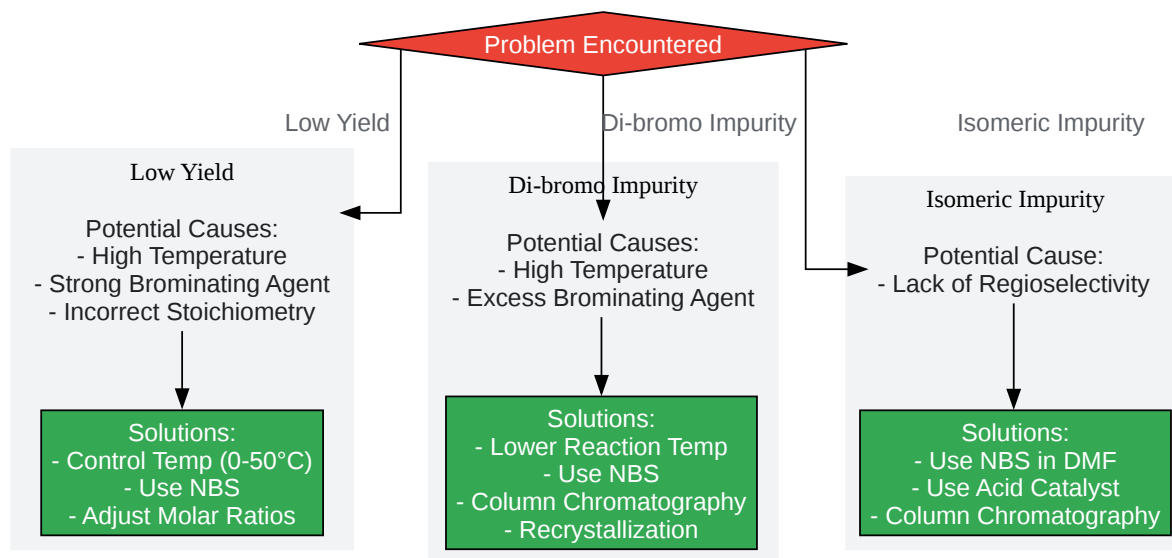 Problem Encountered
Low Yield
Di-bromo Impurity
Isomeric Impurity
Low Yield
Potential Causes:
- High Temperature
- Strong Brominating Agent
- Incorrect Stoichiometry
Solutions:
- Control Temp (0-50°C)
- Use NBS
- Adjust Molar Ratios
Di-bromo Impurity
Potential Causes:
- High Temperature
- Excess Brominating Agent
Solutions:
- Lower Reaction Temp
- Use NBS
- Column Chromatography
- Recrystallization
Isomeric Impurity
Potential Cause:
- Lack of Regioselectivity
Solutions:
- Use NBS in DMF
- Use Acid Catalyst
- Column Chromatography